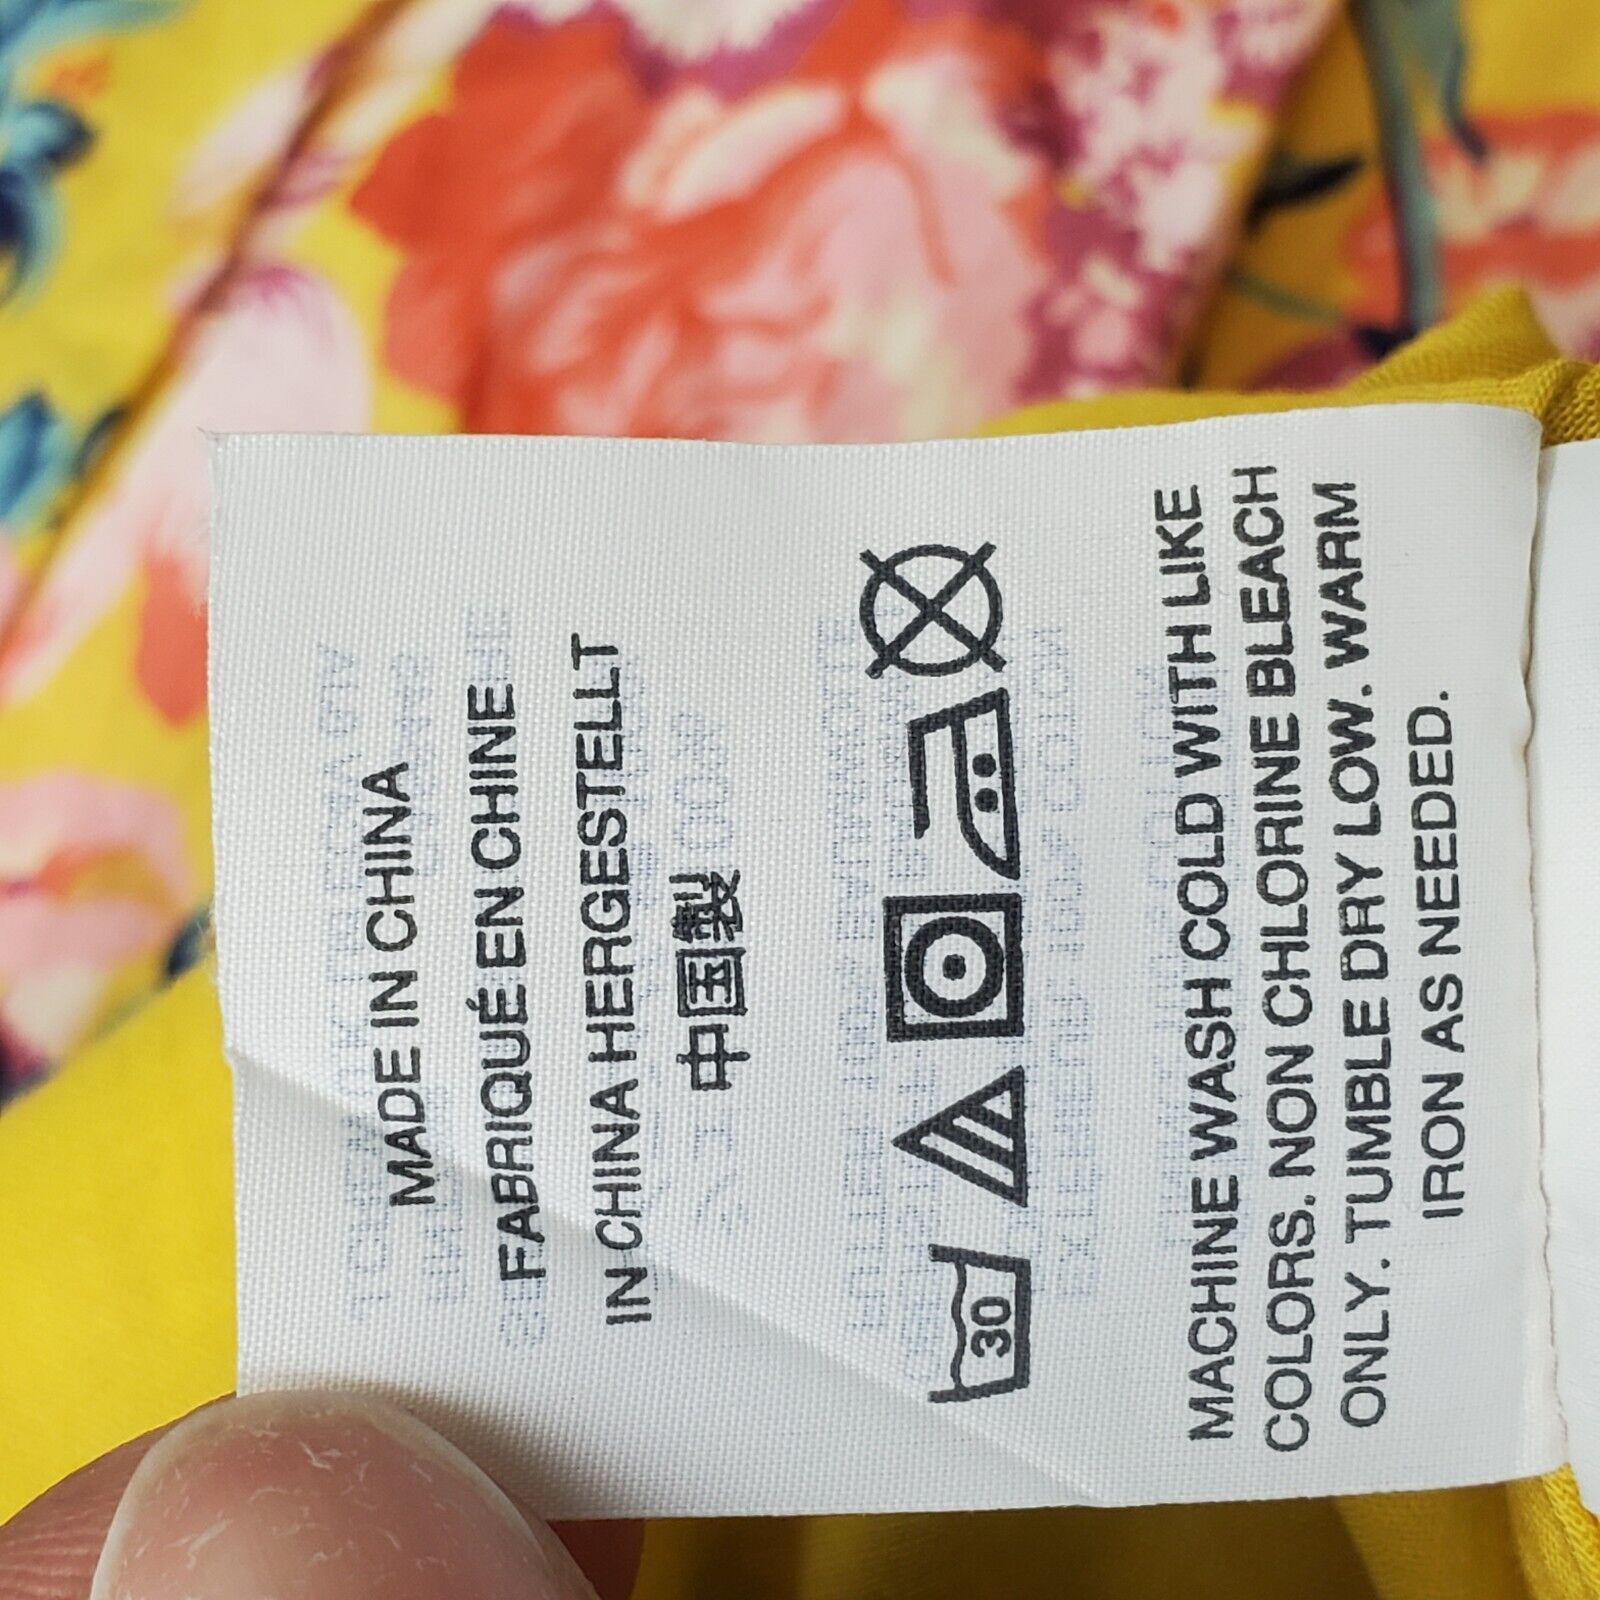 MADE IN CHINA
FABRIQUÉ EN CHINE
IN CHINA HERGESTELLT
中国製
30
MACHINE WASH COLD WITH LIKE
COLORS. NON CHLORINE BLEACH
ONLY. TUMBLE DRY LOW. WARM
IRON AS NEEDED.